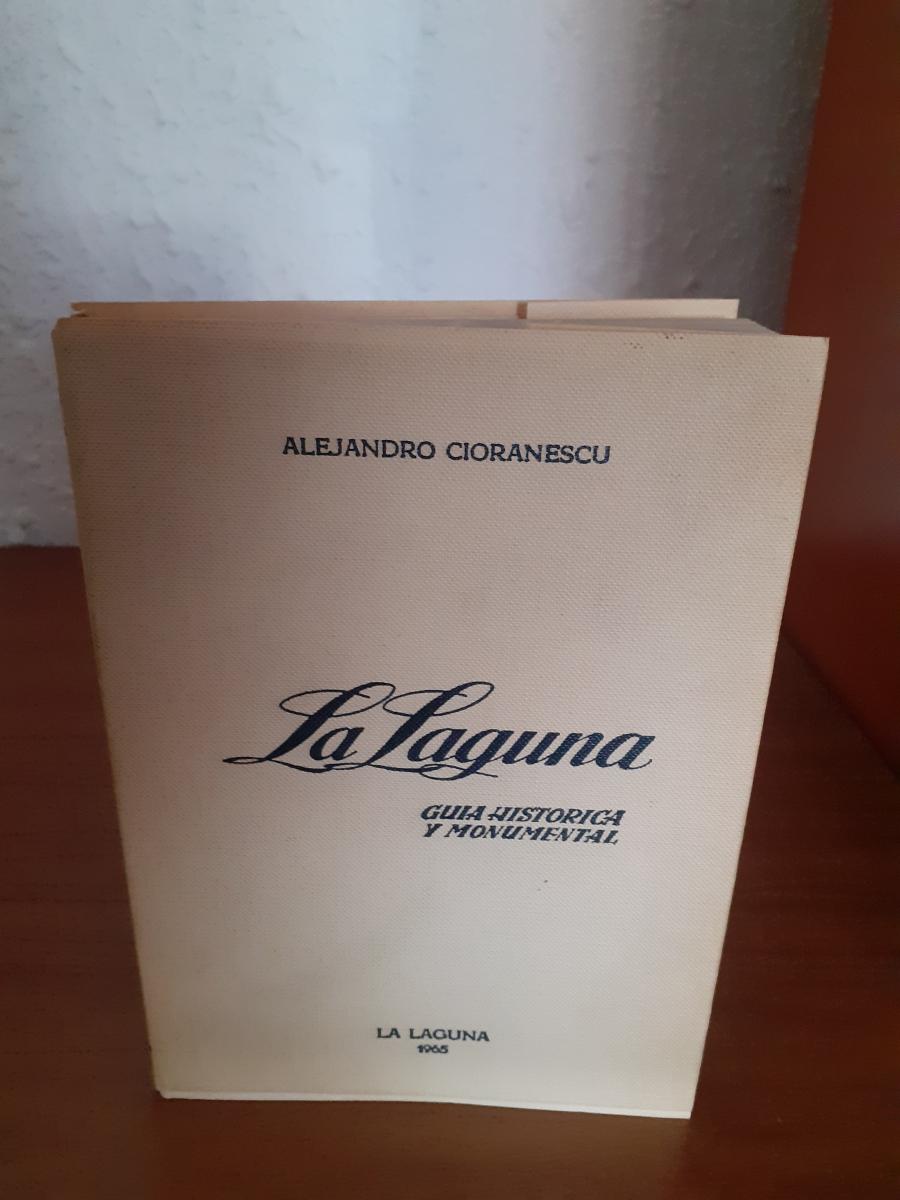 ALEJANDRO CIORANESCU
La Laguna
GUIA HISTORICA
Y MONUMENTAL
LA LAGUNA
1965